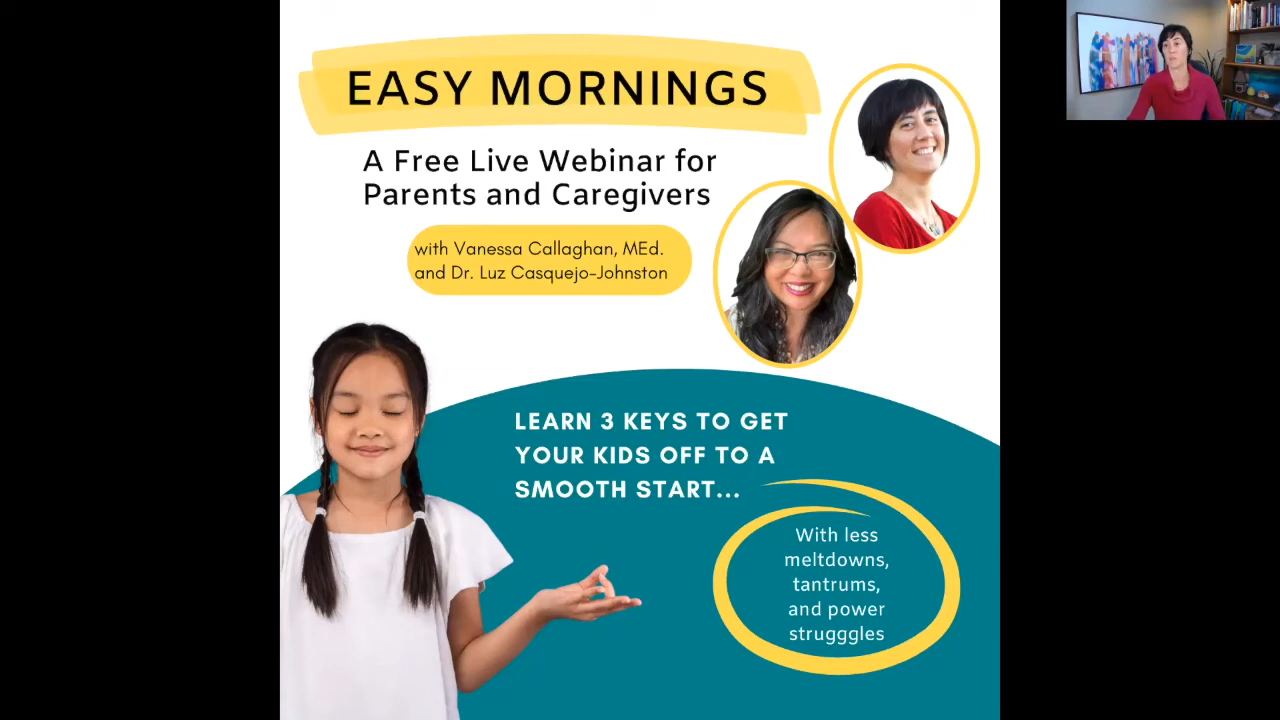 EASY MORNINGS
A Free Live Webinar for
Parents and Caregivers
with Vanessa Callaghan, MEd.
and Dr. Luz Casquejo-Johnston
LEARN 3 KEYS TO GET
YOUR KIDS OFF TO A
SMOOTH START...
With less
meltdowns,
tantrums,
and power
strugggles